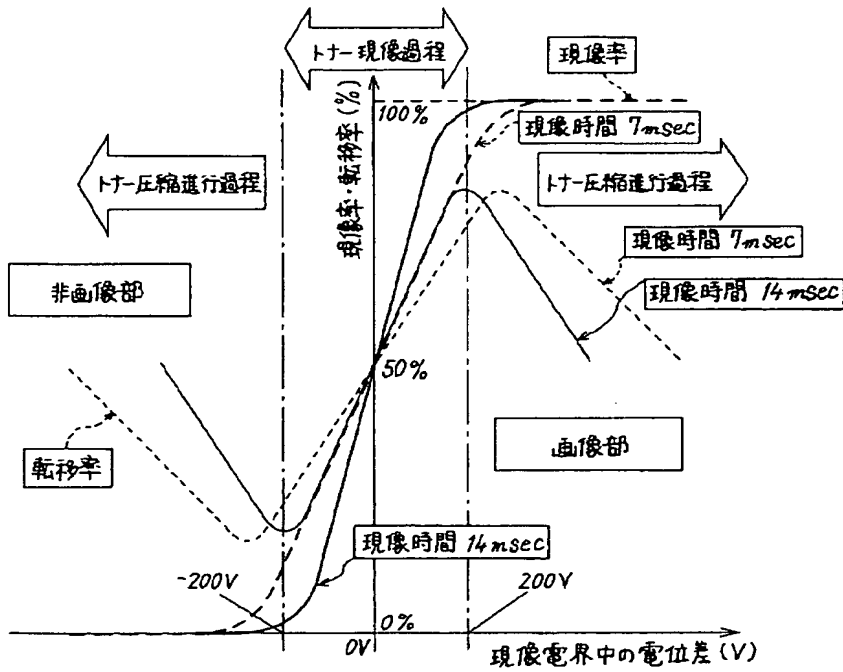 トナー現像過程
現像率
100%
現像時間 7msec
現像率・転移率(%)
トナー圧縮進行過程
トナー圧縮進行過程
現像時間 7msec
現像時間 14msec
非画像部
50%
画像部
転移率
現像時間 14msec
-200V
200V
0%
0V
現像電界中の電位差(V)